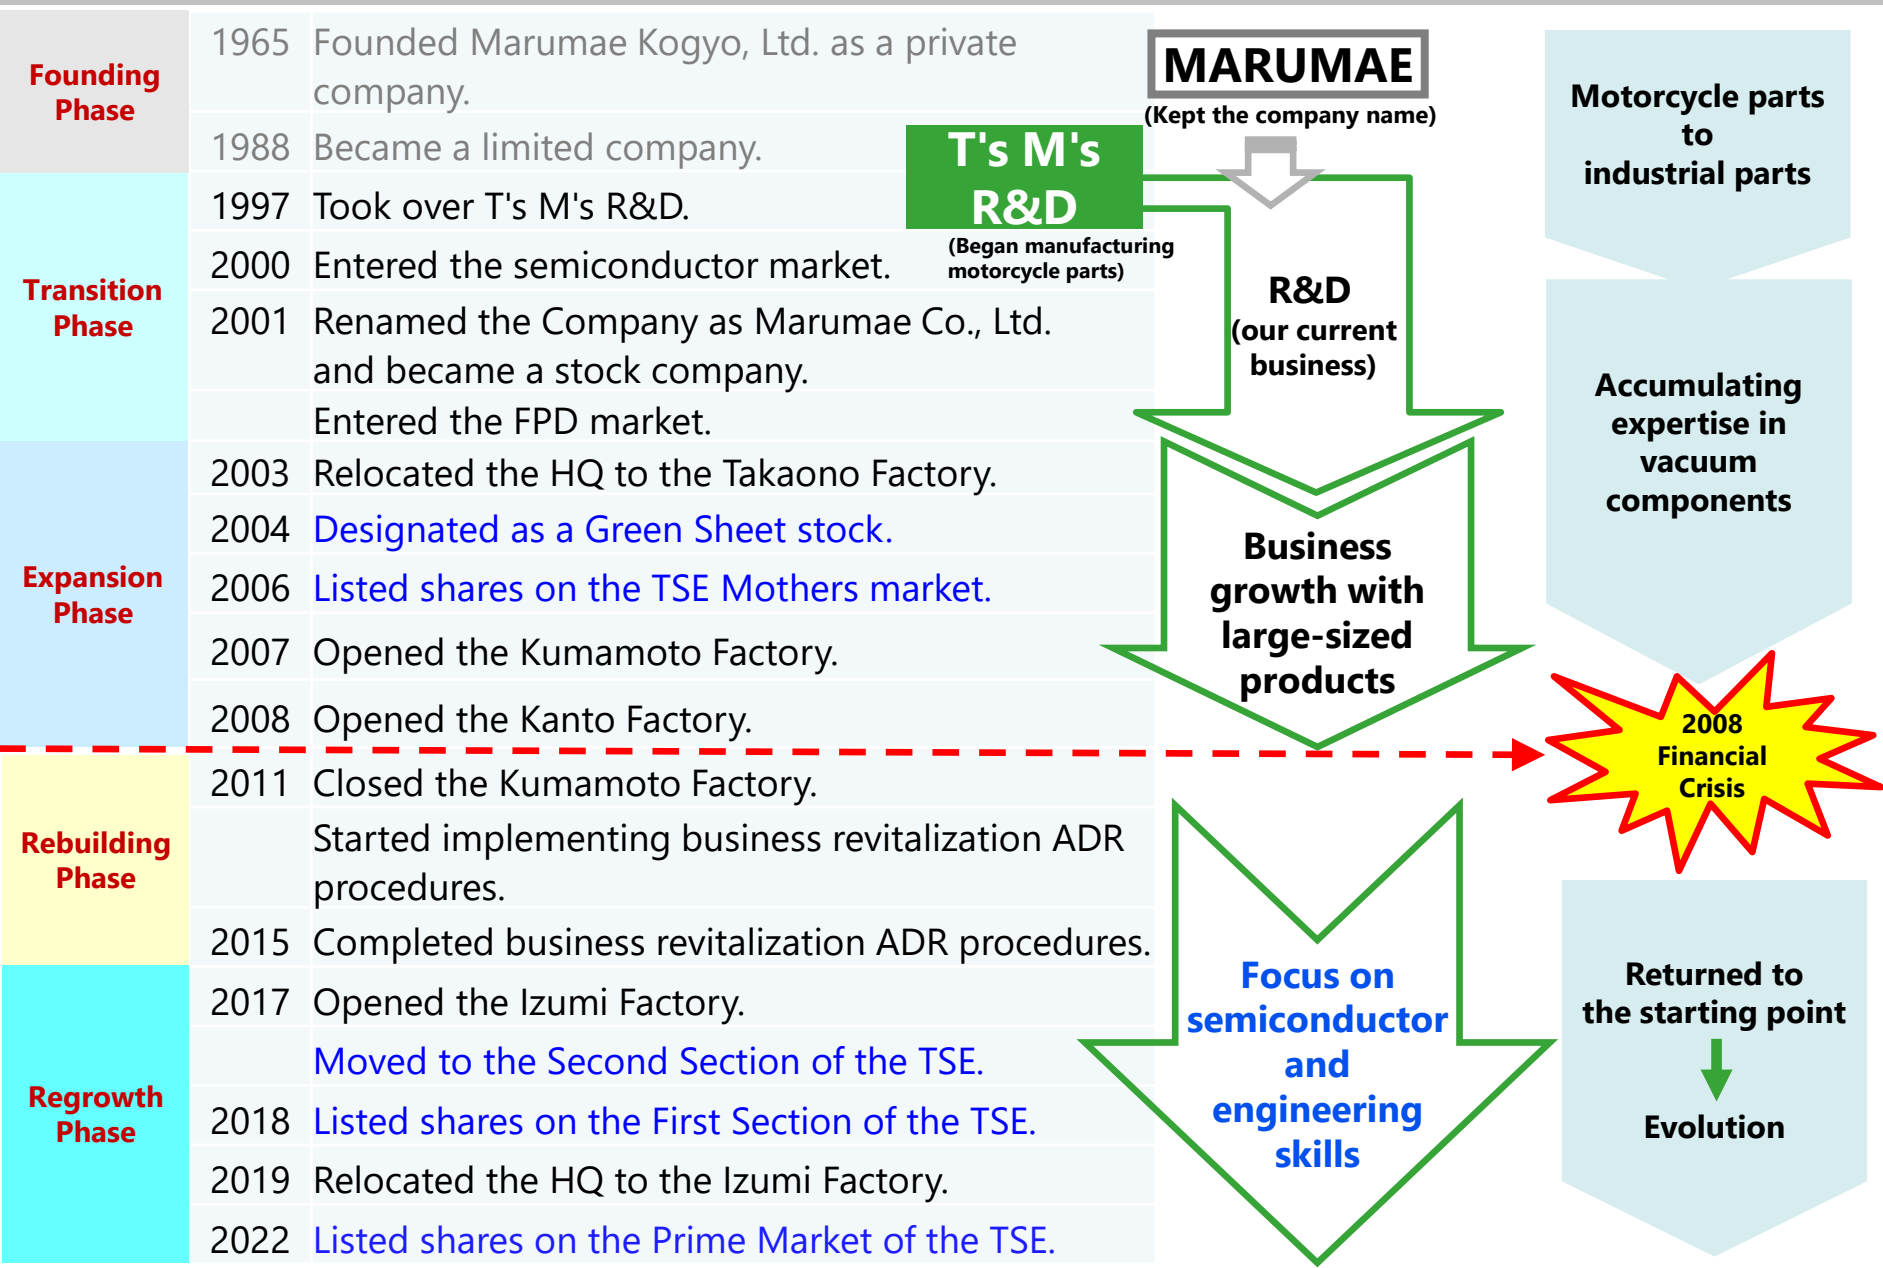 Founding
Phase
1965 Founded Marumae Kogyo, Ltd. as a private
company.
1988 Became a limited company.
Transition
Phase
1997 Took over T's M's R&D.
2000 Entered the semiconductor market.
2001 Renamed the Company as Marumae Co., Ltd.
and became a stock company.
Entered the FPD market.
Expansion
Phase
2003 Relocated the HQ to the Takaono Factory.
2004 Designated as a Green Sheet stock.
2006 Listed shares on the TSE Mothers market.
2007 Opened the Kumamoto Factory.
2008 Opened the Kanto Factory.
Rebuilding
Phase
2011 Closed the Kumamoto Factory.
Started implementing business revitalization ADR
procedures.
2015 Completed business revitalization ADR procedures.
Regrowth
Phase
2017 Opened the Izumi Factory.
Moved to the Second Section of the TSE.
2018 Listed shares on the First Section of the TSE.
2019 Relocated the HQ to the Izumi Factory.
2022 Listed shares on the Prime Market of the TSE.
MARUMAE
(Kept the company name)
T's M's
R&D
(Began manufacturing
motorcycle parts)
R&D
(our current
business)
Business
growth with
large-sized
products
Focus on
semiconductor
and
engineering
skills
Motorcycle parts
to
industrial parts
Accumulating
expertise in
vacuum
components
2008
Financial
Crisis
Returned to
the starting point
Evolution